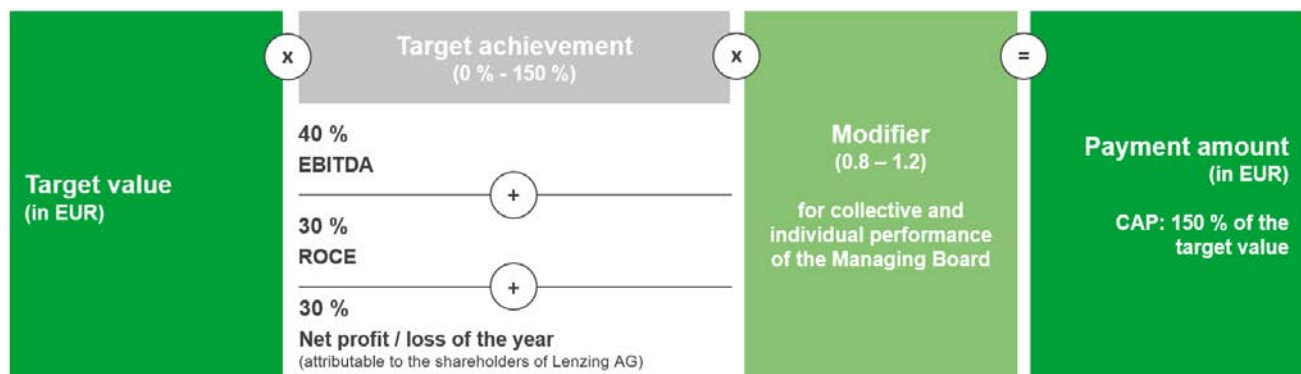 Target value
(in EUR)
x
Target achievement
(0 % - 150 %)
40 %
EBITDA
+
30 %
ROCE
+
30 %
Net profit / loss of the year
(attributable to the shareholders of Lenzing AG)
x
Modifier
(0.8 – 1.2)
for collective and
individual performance
of the Managing Board
=
Payment amount
(in EUR)
CAP: 150 % of the
target value